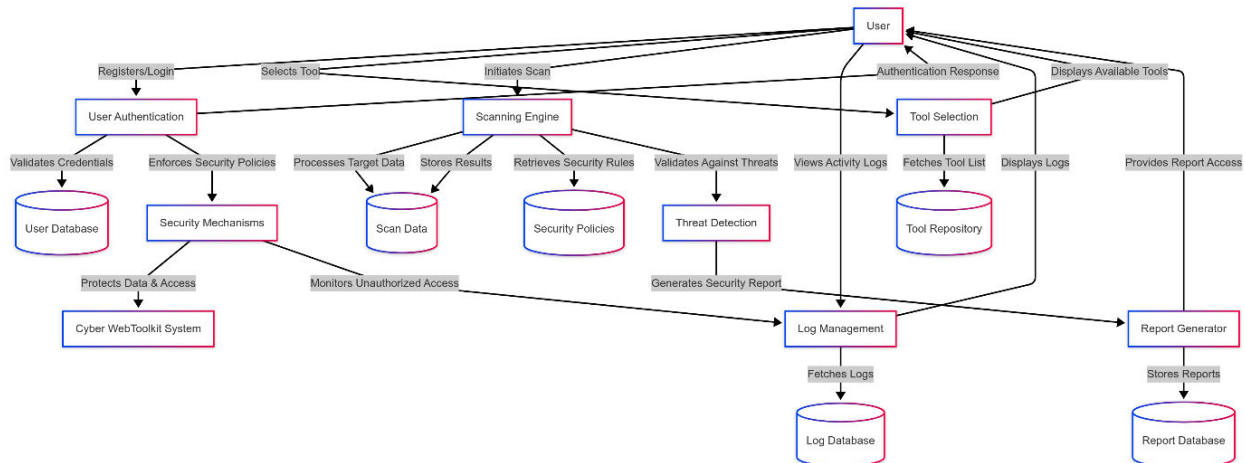 User
Registers/Login
Selects Tool
Initiates Scan
Authentication Response
Displays Available Tools
User Authentication
Scanning Engine
Tool Selection
Validates Credentials
Enforces Security Policies
Processes Target Data
Stores Results
Retrieves Security Rules
Validates Against Threats
Views Activity Logs
Fetches Tool List
Displays Logs
Provides Report Access
User Database
Security Mechanisms
Scan Data
Security Policies
Threat Detection
Tool Repository
Protects Data & Access
Monitors Unauthorized Access
Generates Security Report
Cyber WebToolkit System
Log Management
Report Generator
Fetches Logs
Stores Reports
Log Database
Report Database